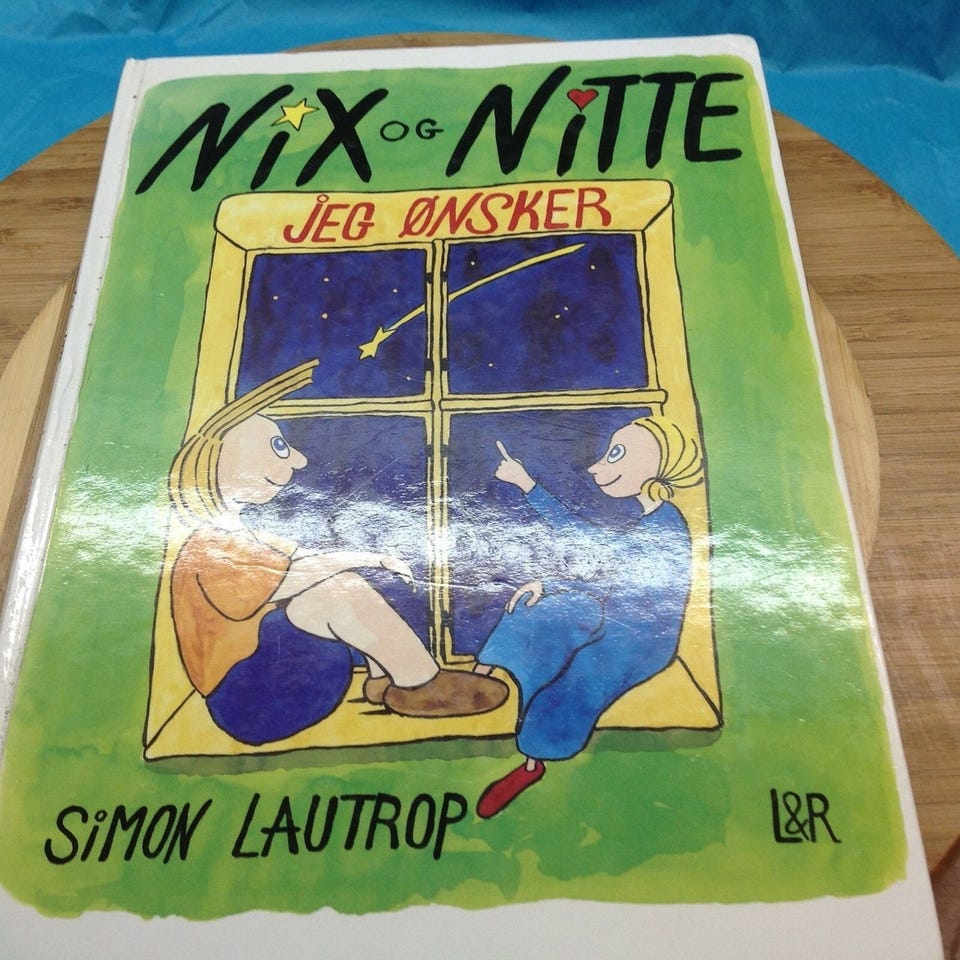 NiX OG NiTTE
JEG ØNSKER
SiMON LAUTROP
L&R